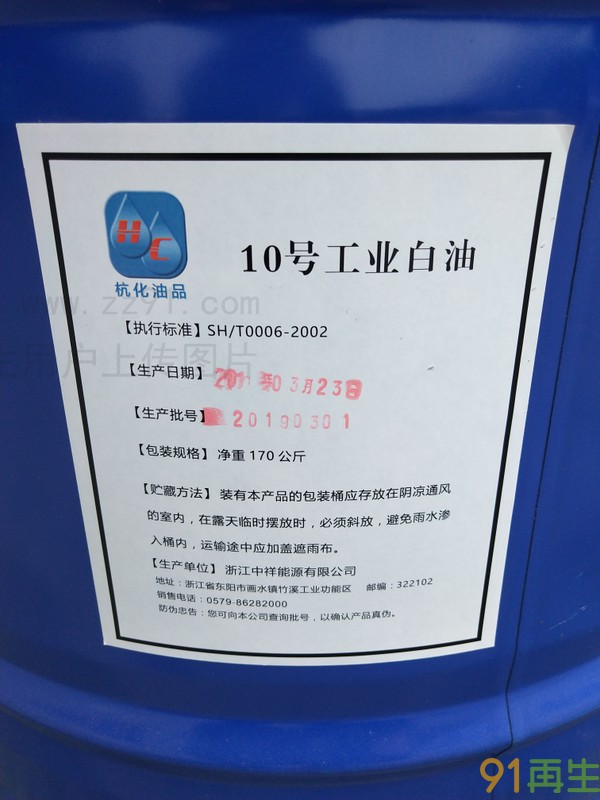 HC
杭化油品
10号工业白油
www.zz91.com
【执行标准】SH/T0006-2002
用户上传图片
【生产日期】 03月23日
【生产批号】20190301
【包装规格】净重170公斤
【贮藏方法】装有本产品的包装桶应存放在阴凉通风
的室内，在露天临时摆放时，必须斜放，避免雨水渗
入桶内，运输途中应加盖遮雨布。
【生产单位】浙江中祥能源有限公司
地址：浙江省东阳市画水镇竹溪工业功能区 邮编：322102
销售电话：0579-86282000
防伪忠告：您可向本公司查询批号，以确认产品真伪。
91再生